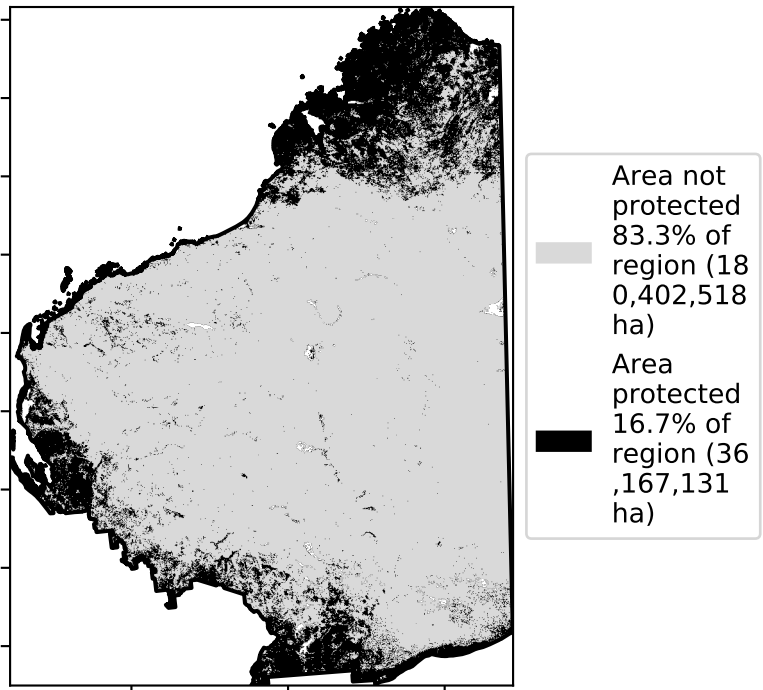 Area not
protected
83.3% of
region (18
0,402,518
ha)
Area
protected
16.7% of
region (36
,167,131
ha)